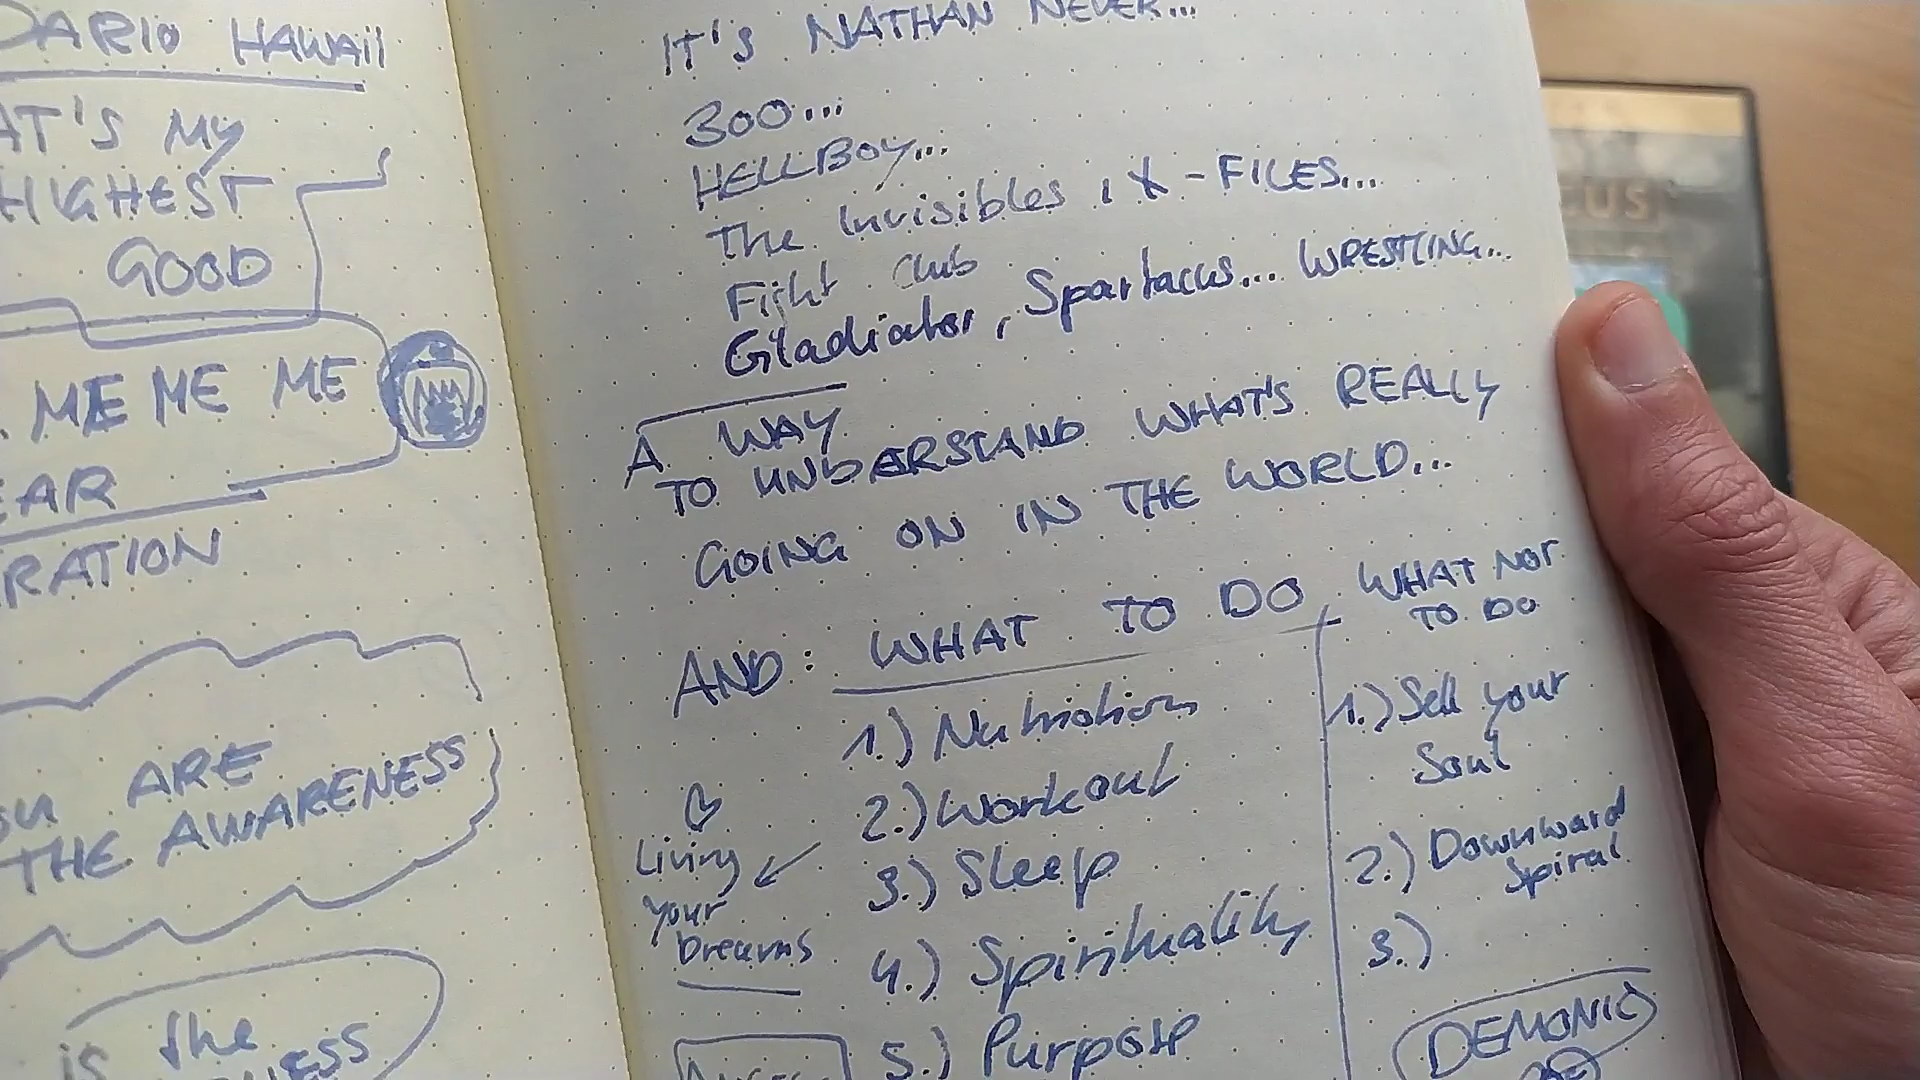 DARIO HAWAII
AT'S MY
HIGHEST
GOOD
ME ME ME
EAR
RATION
ARE
THE AWARENESS
is the
IT'S NATHAN NEVER...
300...
HELLBOY...
The Invisibles, X-FILES...
Fight Club
Gladiator, Spartacus... WRESTLING...
A WAY
TO UNDERSTAND WHAT'S REALLY
GOING ON IN THE WORLD...
AND: WHAT TO DO
1.) Nutrition
2.) Workout
3.) Sleep
4.) Spirituality
5.) Purpose
Living
your
Dreams
WHAT NOT
TO DO
1.) Sell your
Soul
2.) Downward
Spiral
3.)
DEMONIC
CUS